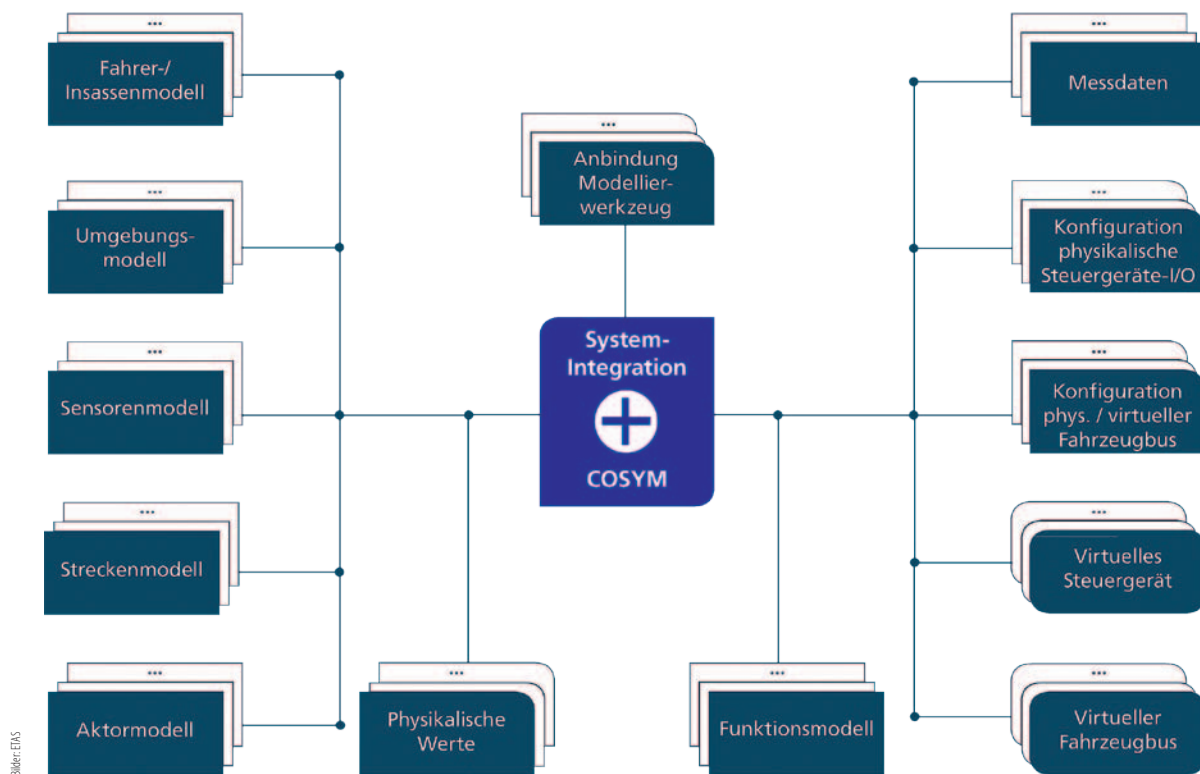 ...
Fahrer-/
Insassenmodell
...
Umgebungs-
modell
...
Sensorenmodell
...
Streckenmodell
...
Aktormodell
...
Anbindung
Modellier-
werkzeug
System-
Integration
COSYM
...
Physikalische
Werte
...
Funktionsmodell
...
Messdaten
...
Konfiguration
physikalische
Steuergeräte-I/O
...
Konfiguration
phys. / virtueller
Fahrzeugbus
...
Virtuelles
Steuergerät
...
Virtueller
Fahrzeugbus
Bilder: ETAS